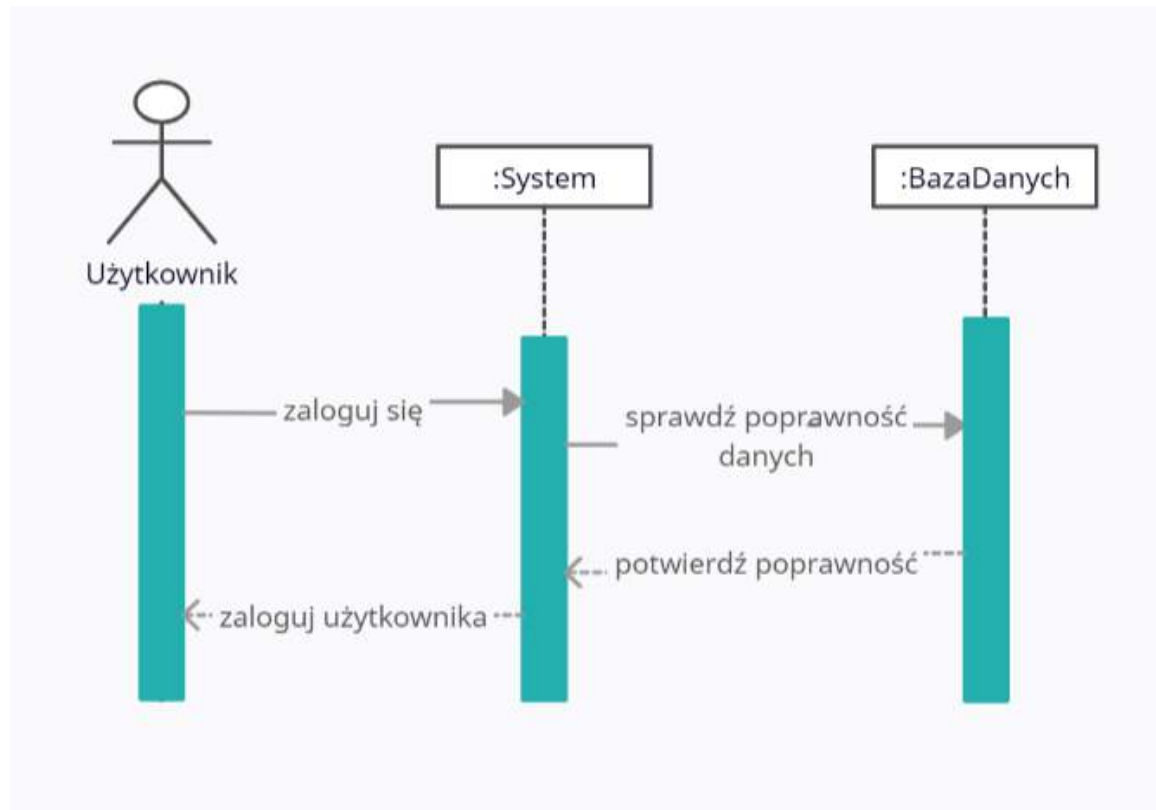 :System
:BazaDanych
Użytkownik
zaloguj się
sprawdź poprawność
danych
potwierdź poprawność
zaloguj użytkownika